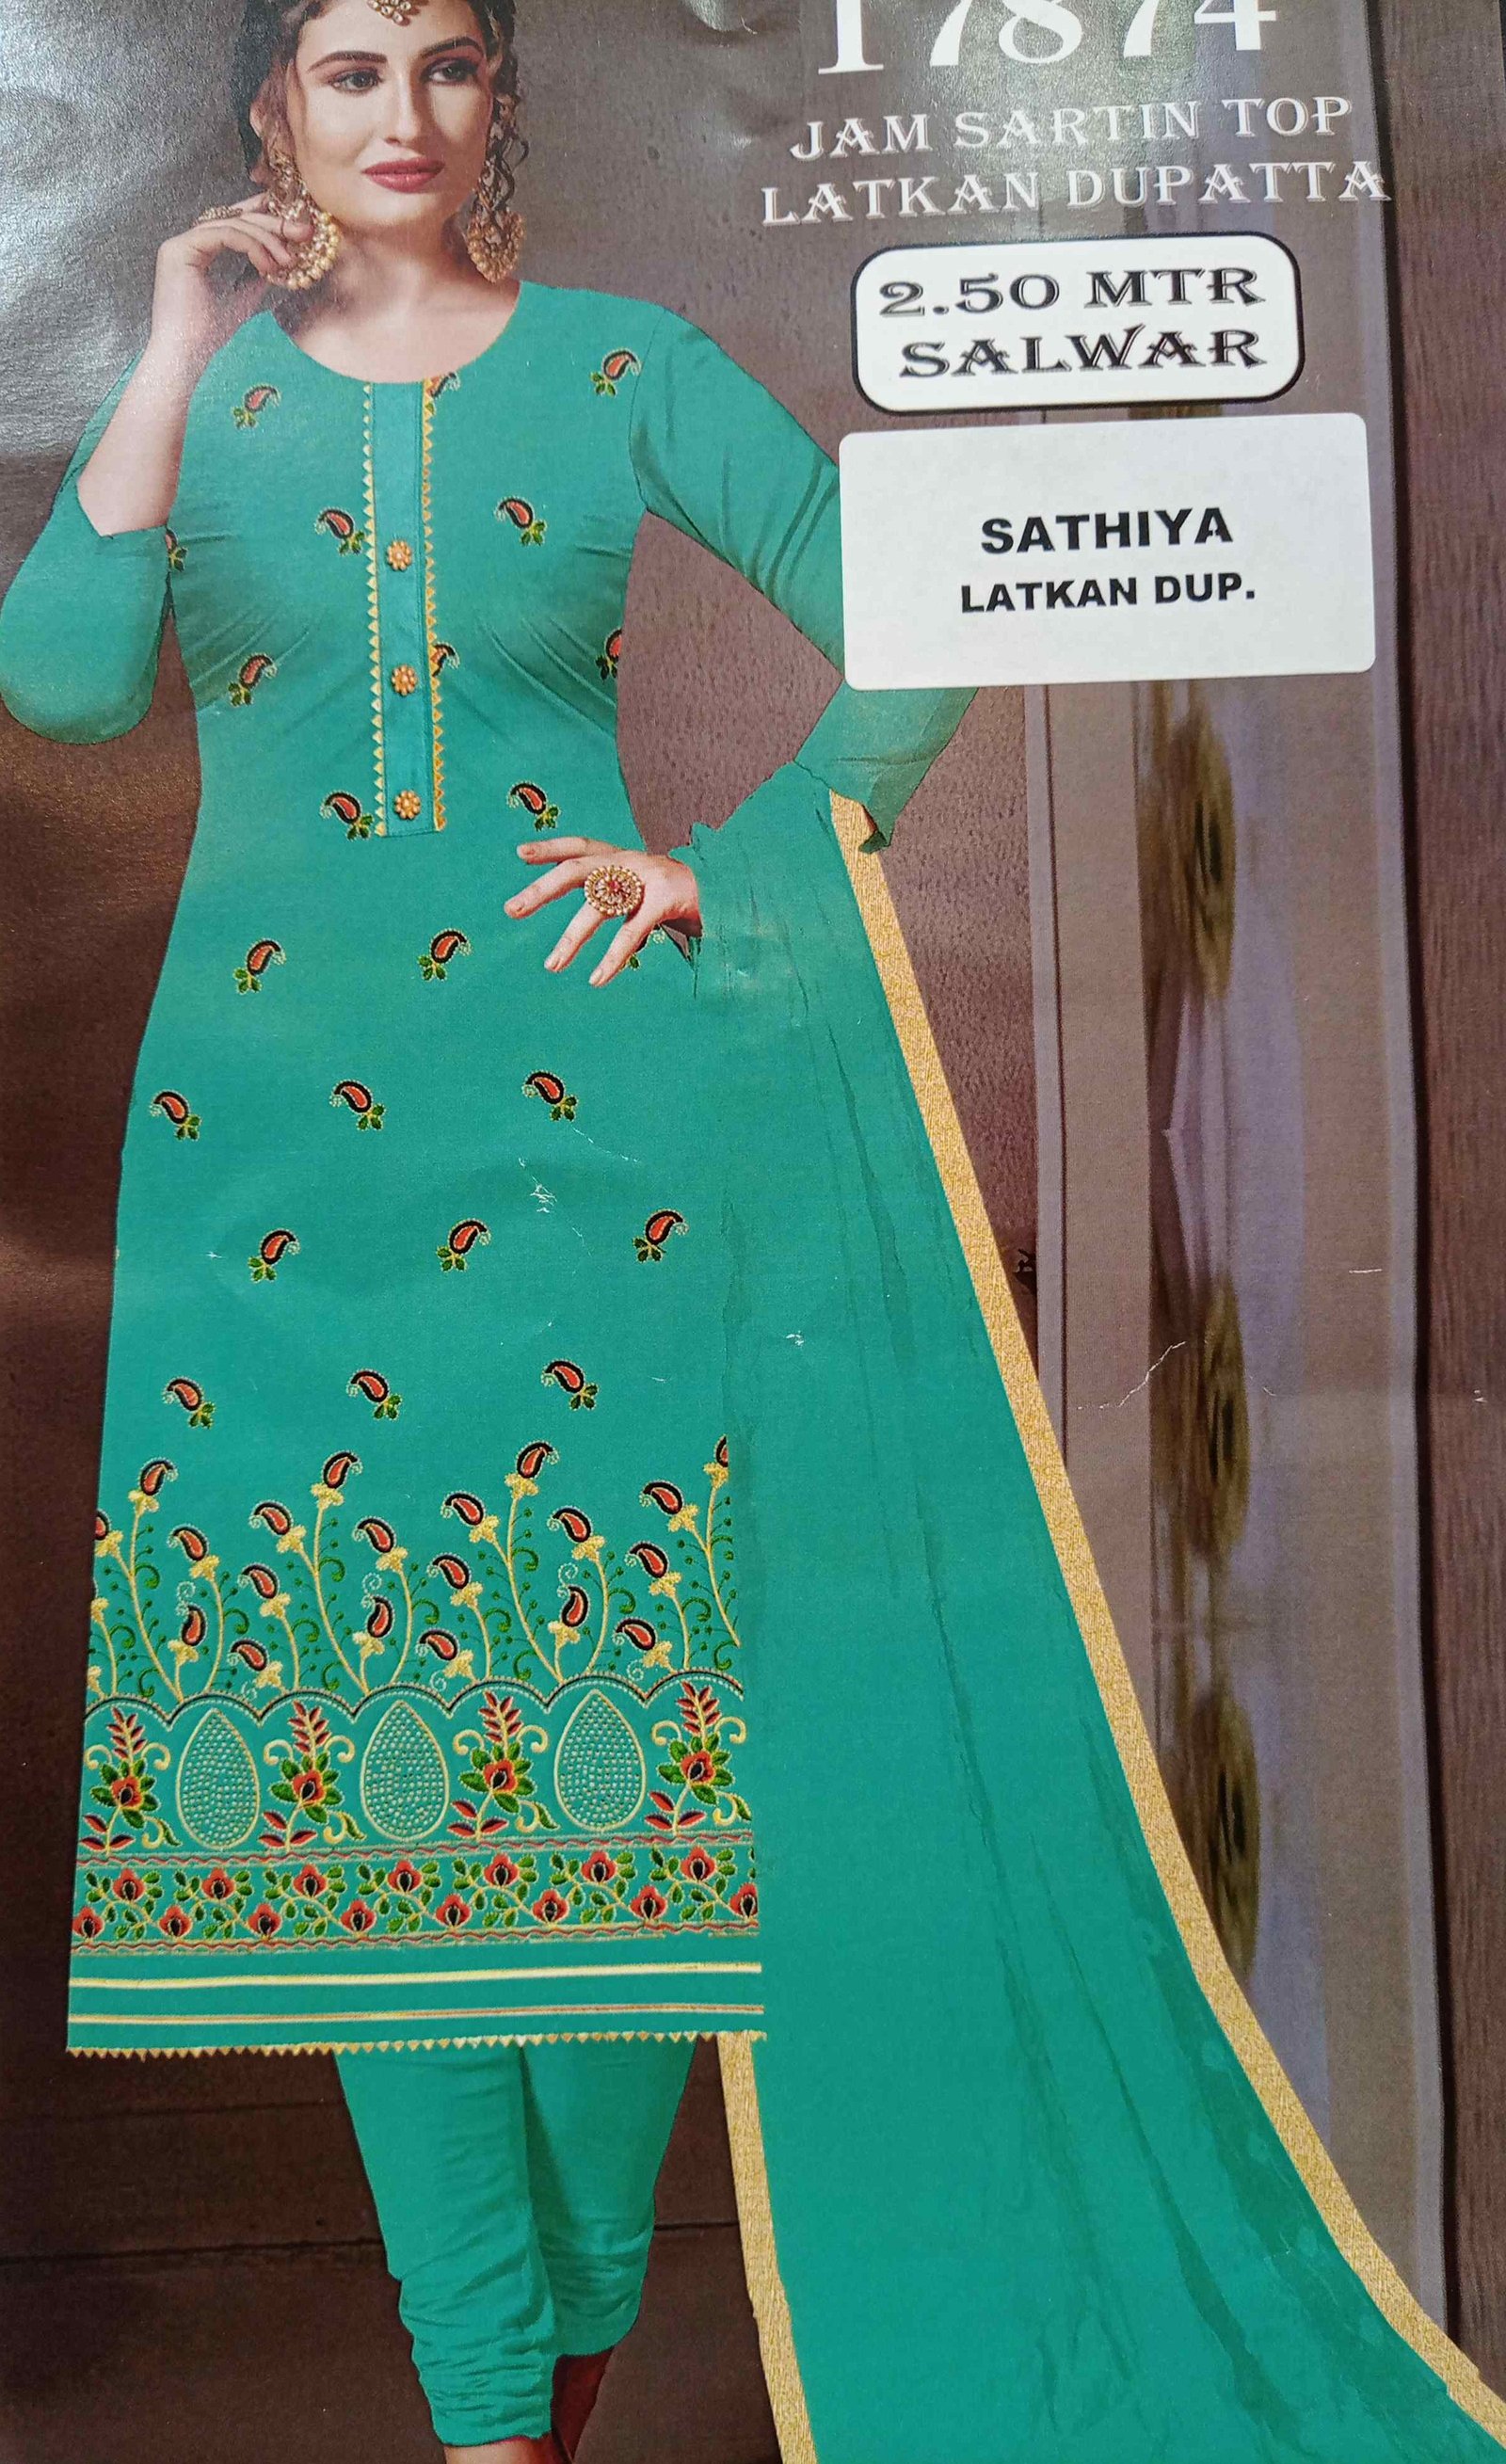 17874
JAM SARTIN TOP
LATKAN DUPATTA
2.50 MTR
SALWAR
SATHIYA
LATKAN DUP.